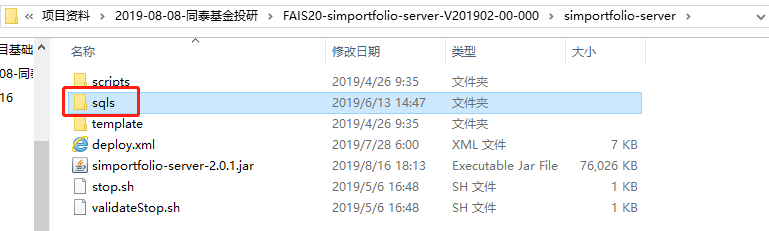 « 项目资料 > 2019-08-08-同泰基金投研 > FAIS20-simportfolio-server-V201902-00-000 > simportfolio-server >
名称 修改日期 类型 大小
目基础
08-同泰
16
scripts 2019/4/26 9:35 文件夹
sqls 2019/6/13 14:47 文件夹
template 2019/4/26 9:35 文件夹
deploy.xml 2019/7/28 6:00 XML 文件 7 KB
simportfolio-server-2.0.1.jar 2019/8/16 18:13 Executable Jar File 76,026 KB
stop.sh 2019/5/6 16:48 SH 文件 1 KB
validateStop.sh 2019/5/6 16:48 SH 文件 1 KB